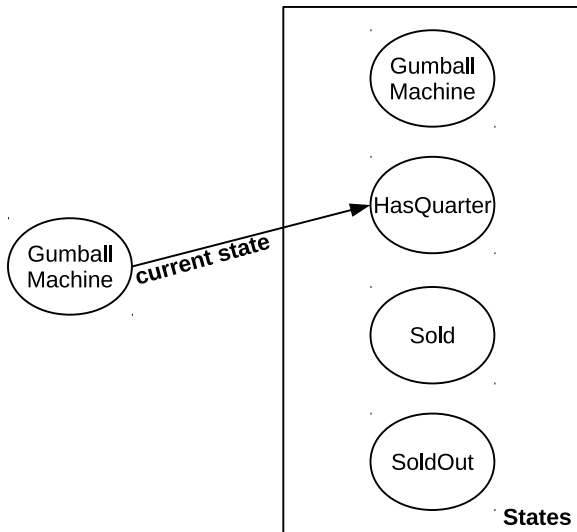 Gumball
Machine
HasQuarter
Gumball
Machine
current state
Sold
SoldOut
States